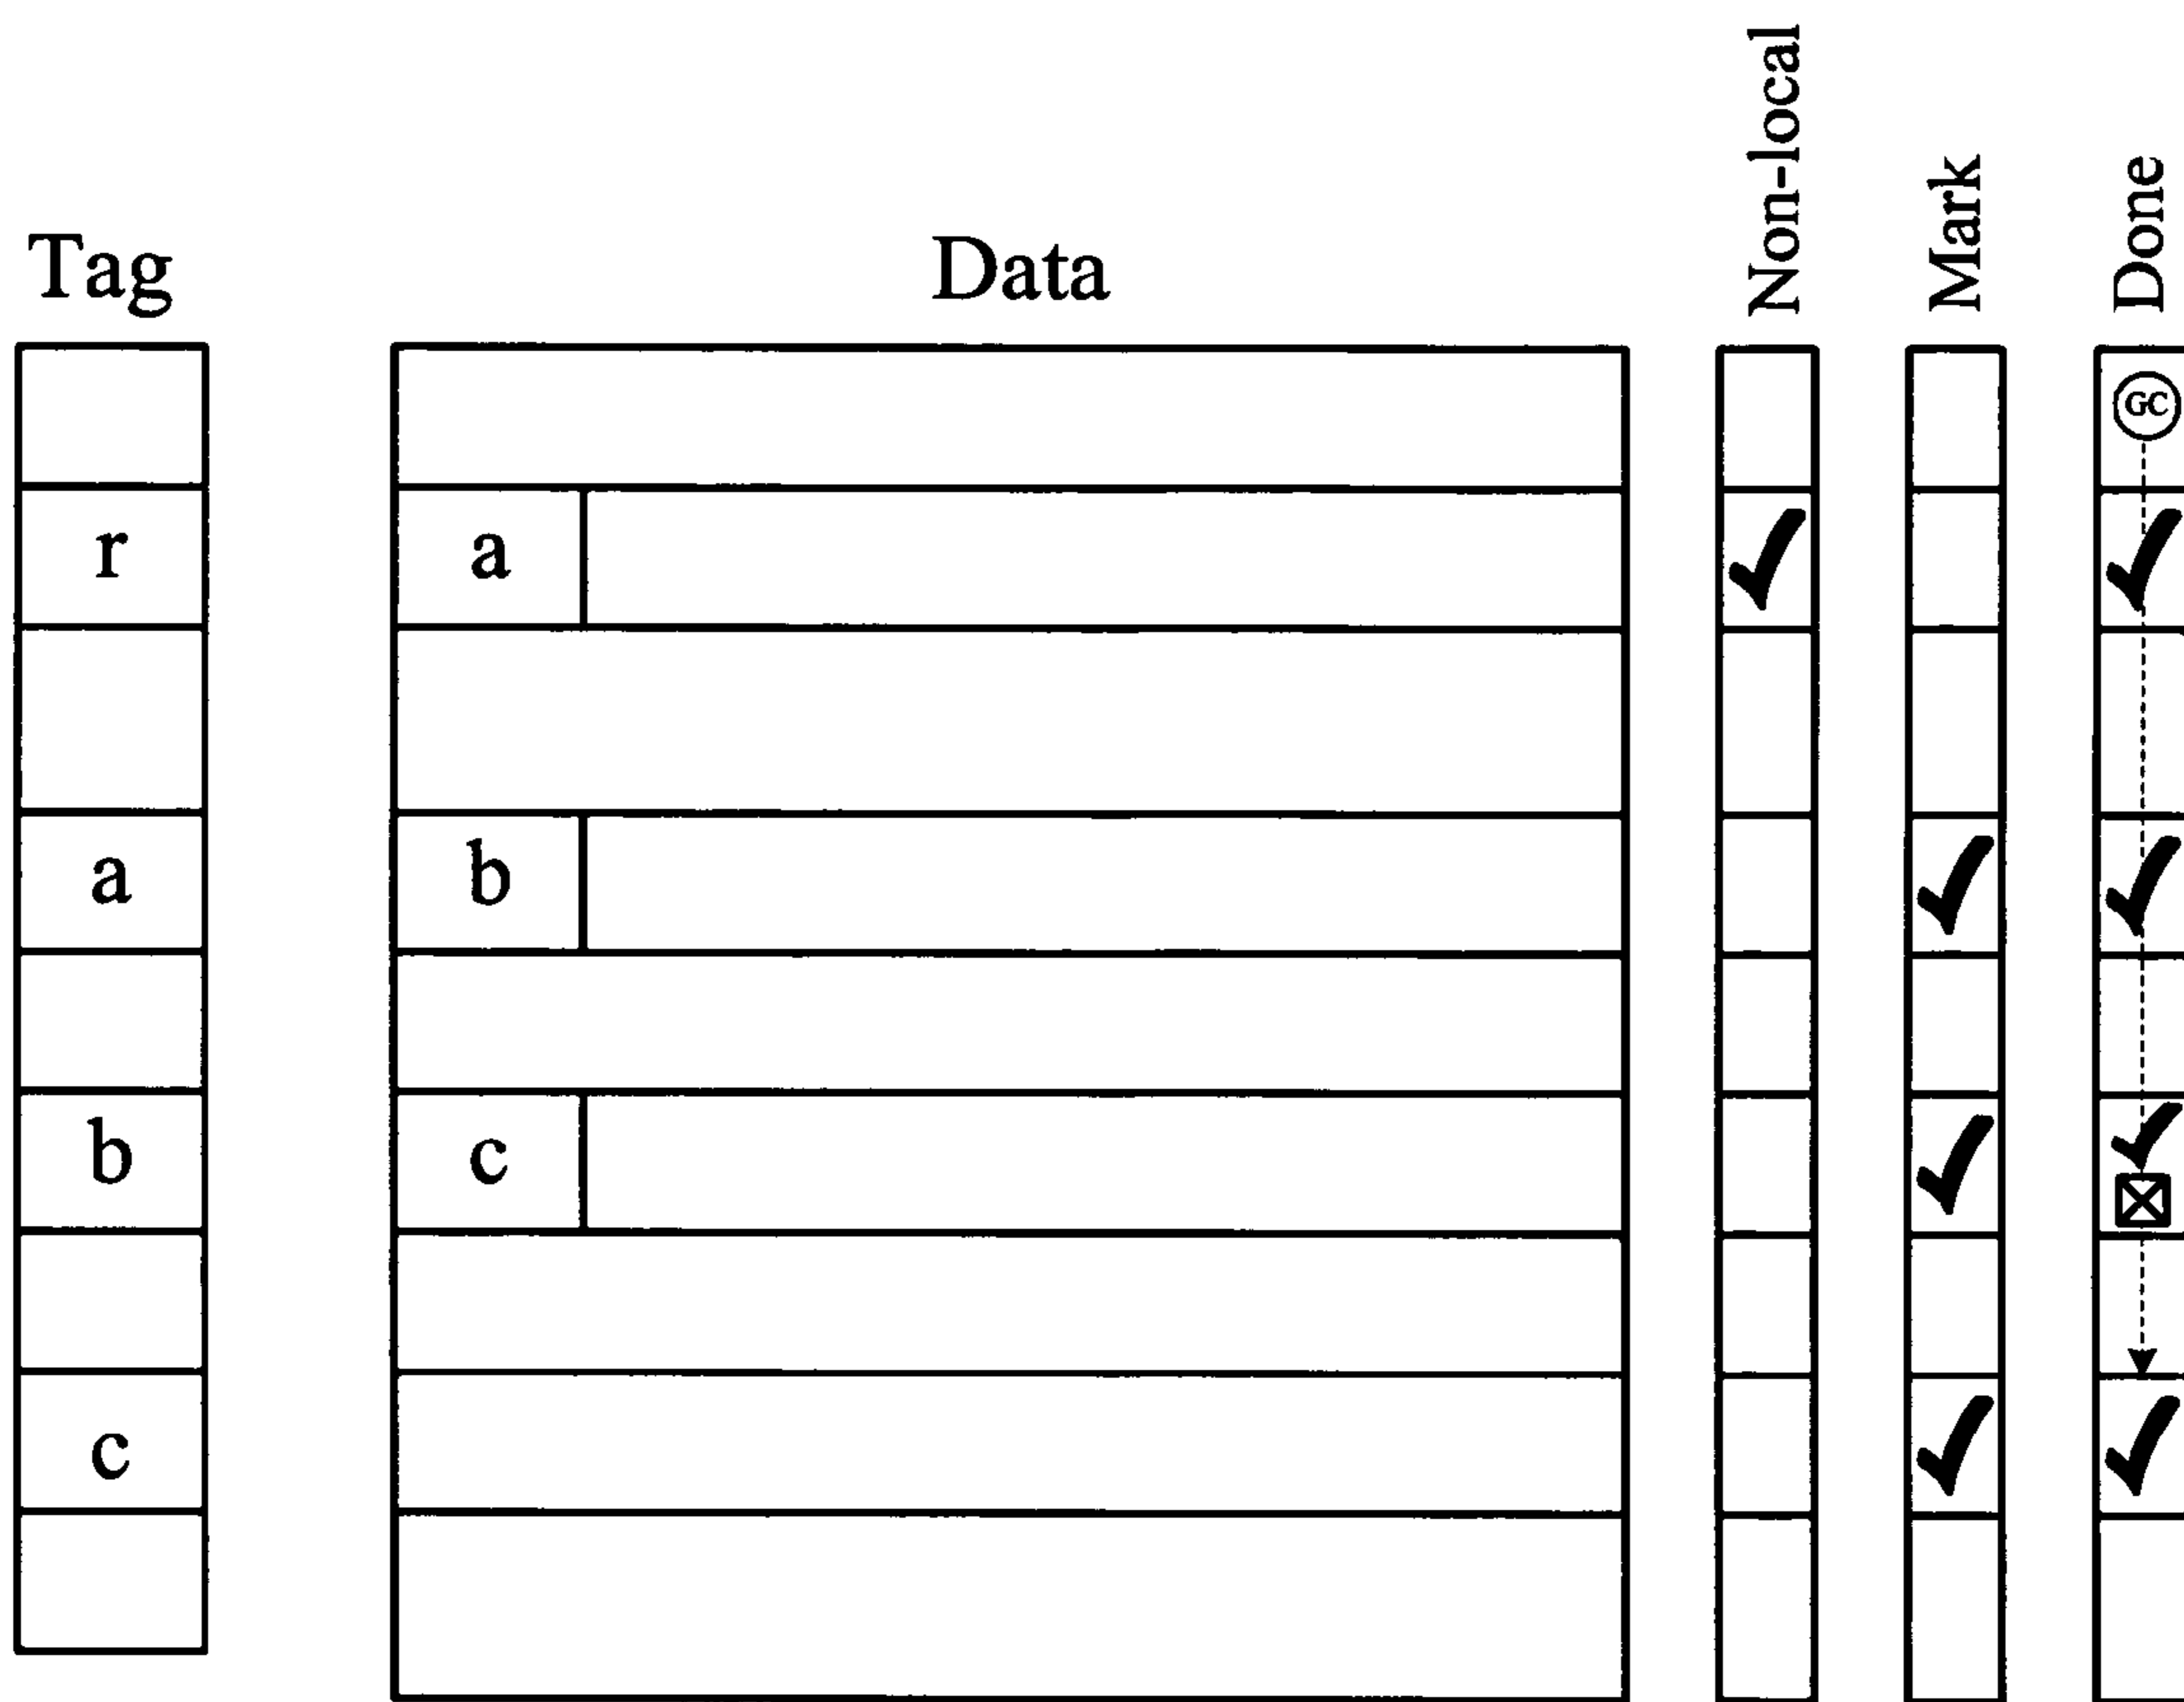 Tag Data Non-local Mark Done
GC
r a ✓ ✓
a b ✓ ✓
b c ✓ ✓
c ✓ ✓